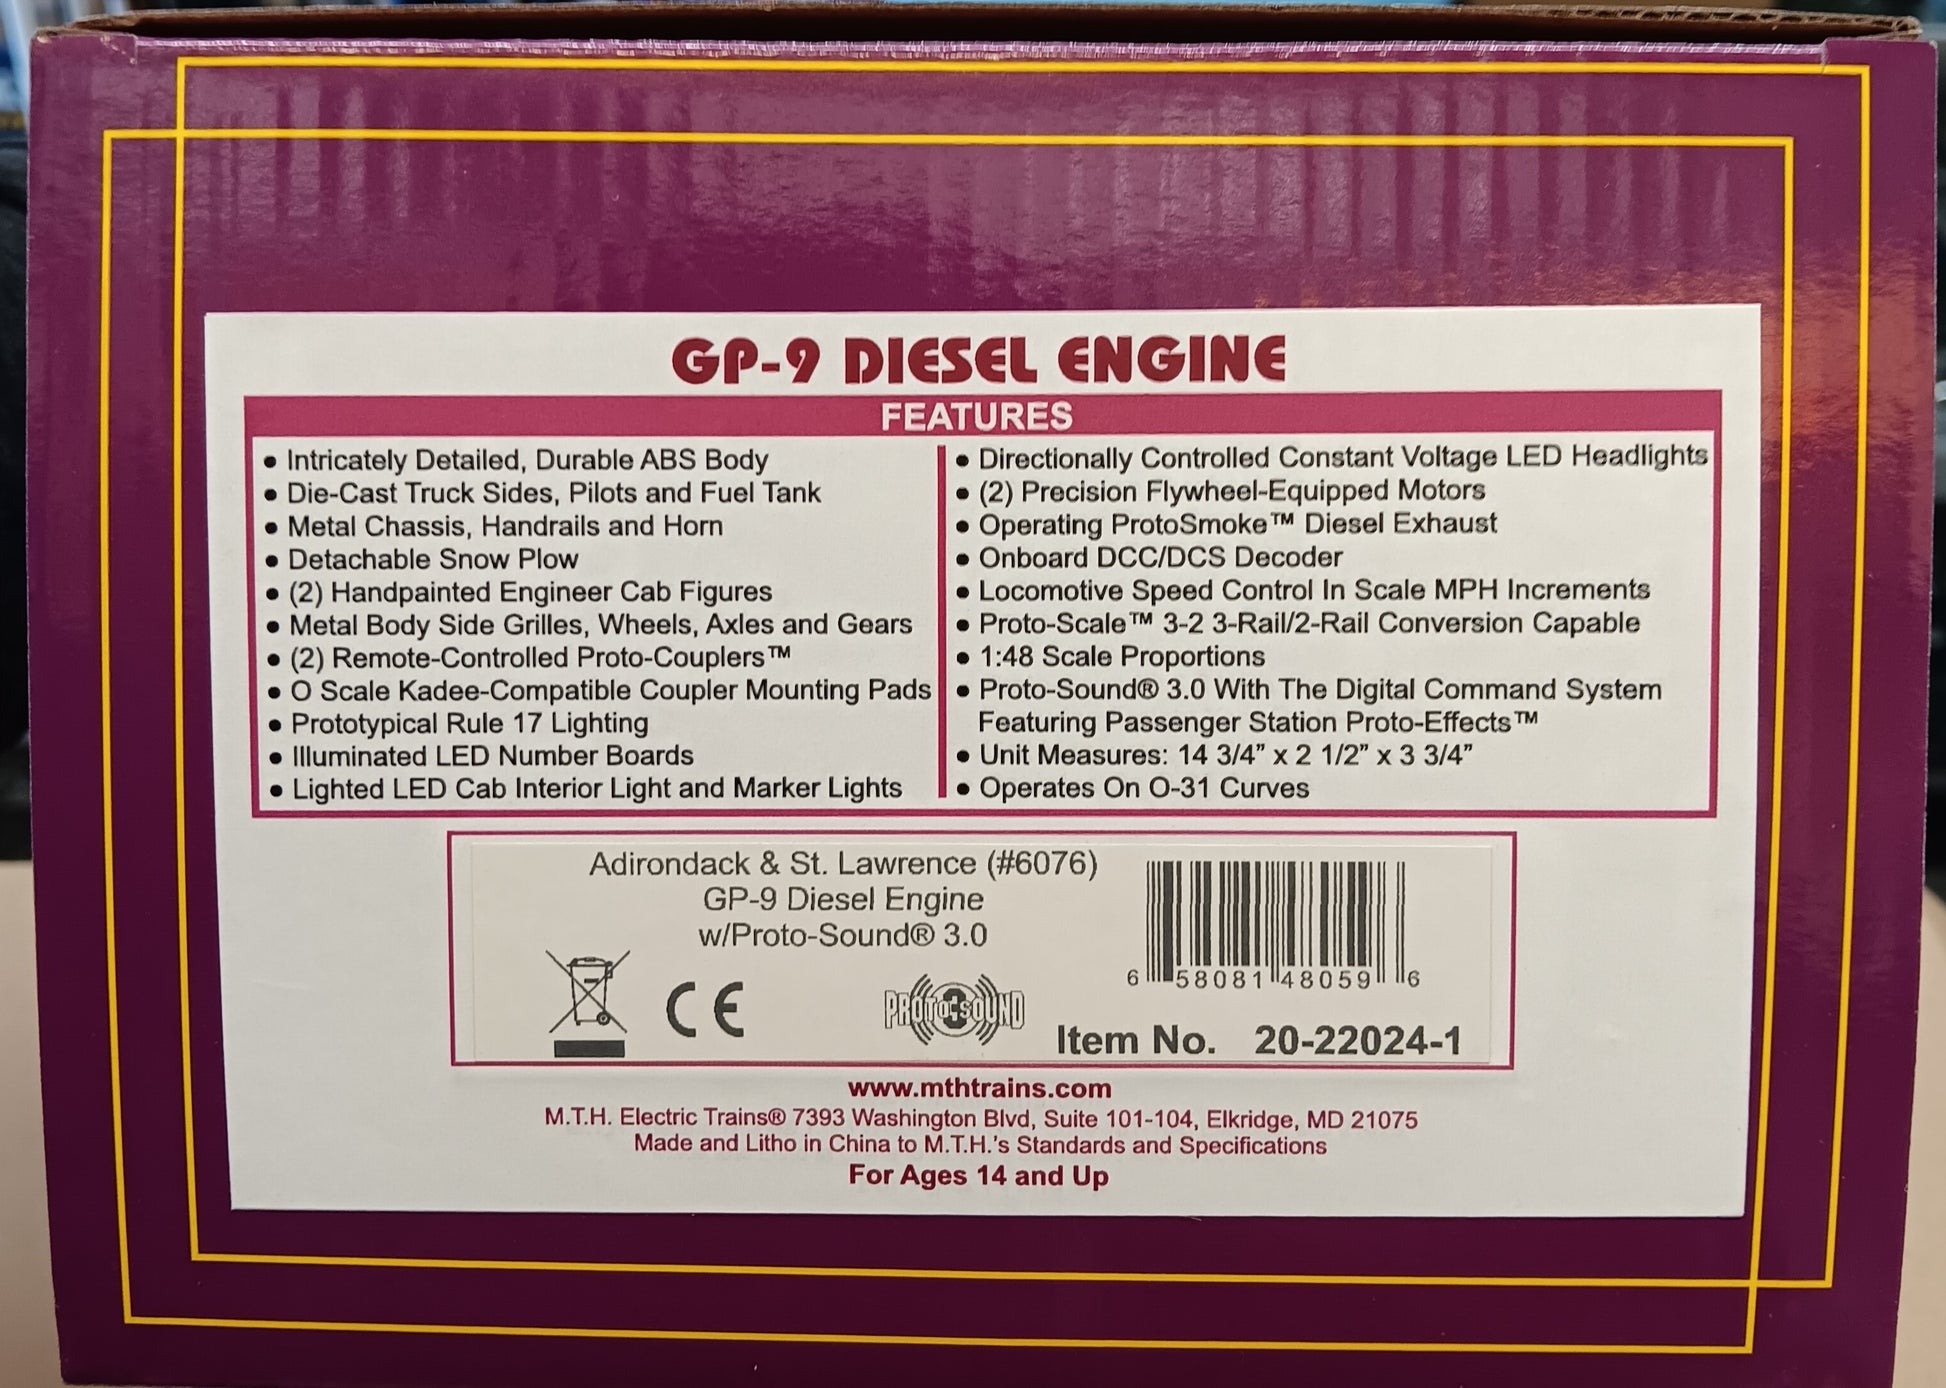 GP-9 DIESEL ENGINE
FEATURES
• Intricately Detailed, Durable ABS Body
• Die-Cast Truck Sides, Pilots and Fuel Tank
• Metal Chassis, Handrails and Horn
• Detachable Snow Plow
• (2) Handpainted Engineer Cab Figures
• Metal Body Side Grilles, Wheels, Axles and Gears
• (2) Remote-Controlled Proto-Couplers™
• O Scale Kadee-Compatible Coupler Mounting Pads
• Prototypical Rule 17 Lighting
• Illuminated LED Number Boards
• Lighted LED Cab Interior Light and Marker Lights
• Directionally Controlled Constant Voltage LED Headlights
• (2) Precision Flywheel-Equipped Motors
• Operating ProtoSmoke™ Diesel Exhaust
• Onboard DCC/DCS Decoder
• Locomotive Speed Control In Scale MPH Increments
• Proto-Scale™ 3-2 3-Rail/2-Rail Conversion Capable
• 1:48 Scale Proportions
• Proto-Sound® 3.0 With The Digital Command System
Featuring Passenger Station Proto-Effects™
• Unit Measures: 14 3/4” x 2 1/2” x 3 3/4”
• Operates On O-31 Curves
Adirondack & St. Lawrence (#6076)
GP-9 Diesel Engine
w/Proto-Sound® 3.0
6 58081 48059 6
CE
PROTO 3 SOUND
Item No. 20-22024-1
www.mthtrains.com
M.T.H. Electric Trains® 7393 Washington Blvd, Suite 101-104, Elkridge, MD 21075
Made and Litho in China to M.T.H.'s Standards and Specifications
For Ages 14 and Up